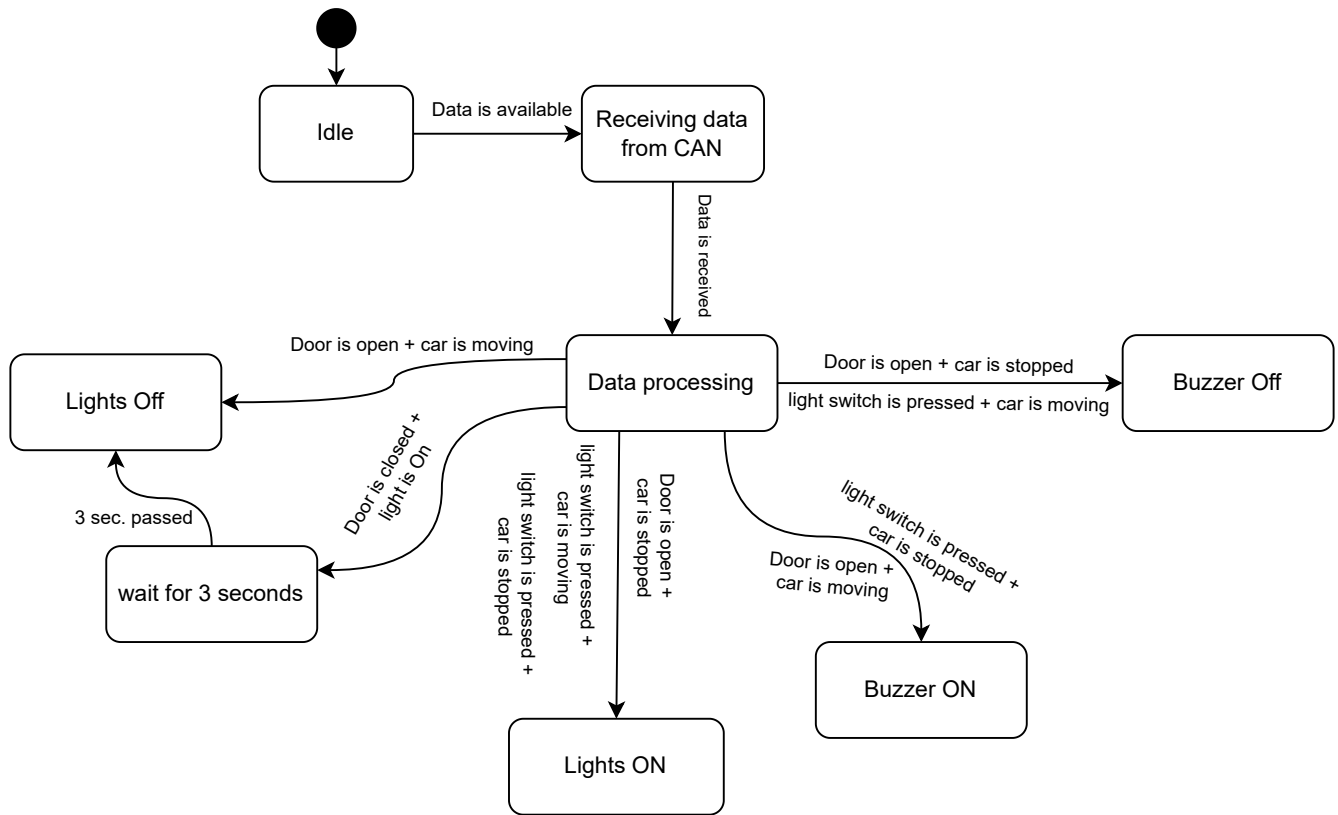 Idle
Data is available
Receiving data
from CAN
Data is received
Door is open + car is moving
Lights Off
Data processing
Door is open + car is stopped
light switch is pressed + car is moving
Buzzer Off
Door is closed +
light is On
3 sec. passed
wait for 3 seconds
light switch is pressed +
car is stopped
light switch is pressed +
car is moving
Door is open +
car is stopped
light switch is pressed +
car is stopped
Door is open +
car is moving
Buzzer ON
Lights ON